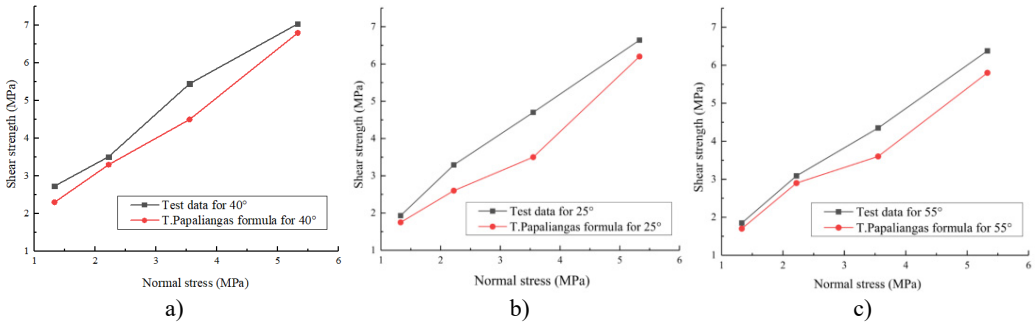 7
6
5
4
3
2
1
Shear strength (MPa)
Test data for 40°
T.Papaliangas formula for 40°
1 2 3 4 5 6
Normal stress (MPa)
a)
7
6
5
4
3
2
1
Shear strength (MPa)
Test data for 25°
T.Papaliangas formula for 25°
1 2 3 4 5 6
Normal stress (MPa)
b)
7
6
5
4
3
2
1
Shear strength (MPa)
Test data for 55°
T.Papaliangas formula for 55°
1 2 3 4 5 6
Normal stress (MPa)
c)